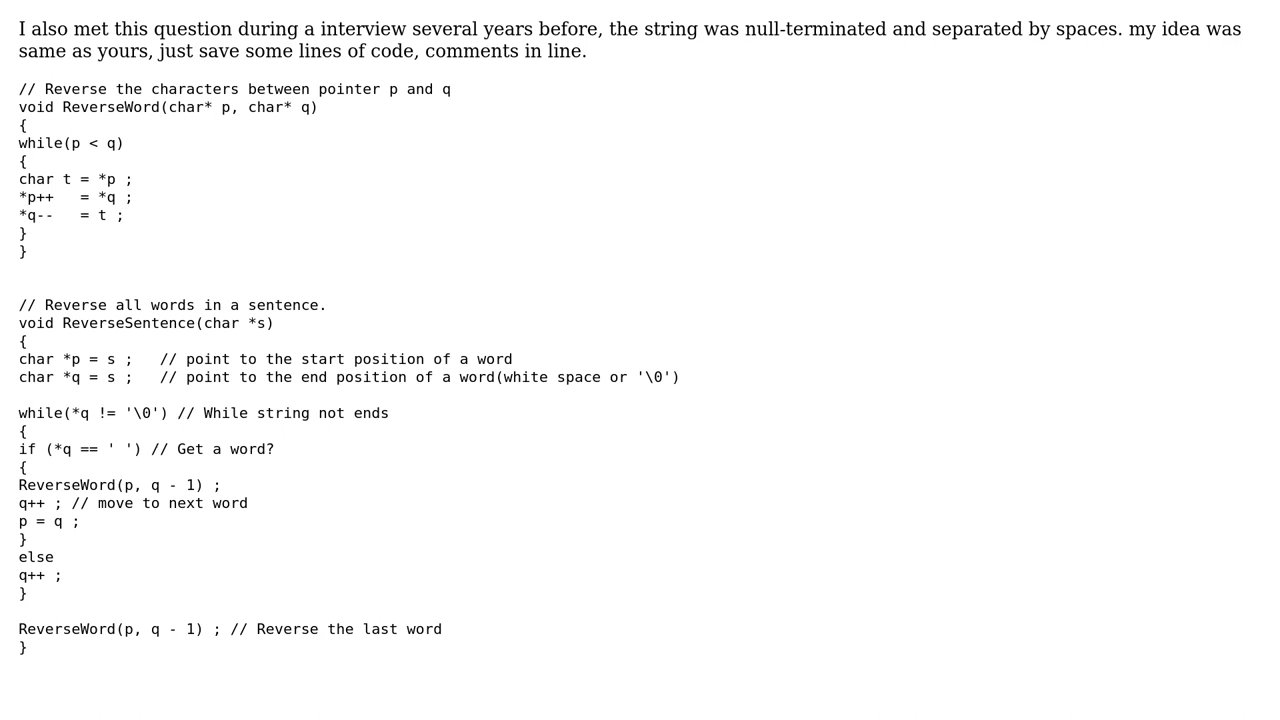 I also met this question during a interview several years before, the string was null-terminated and separated by spaces. my idea was
same as yours, just save some lines of code, comments in line.
// Reverse the characters between pointer p and q
void ReverseWord(char* p, char* q)
{
while(p < q)
{
char t = *p ;
*p++   = *q ;
*q--   = t ;
}
}
// Reverse all words in a sentence.
void ReverseSentence(char *s)
{
char *p = s ;   // point to the start position of a word
char *q = s ;   // point to the end position of a word(white space or '\0')
while(*q != '\0') // While string not ends
{
if (*q == ' ') // Get a word?
{
ReverseWord(p, q - 1) ;
q++ ; // move to next word
p = q ;
}
else
q++ ;
}
ReverseWord(p, q - 1) ; // Reverse the last word
}